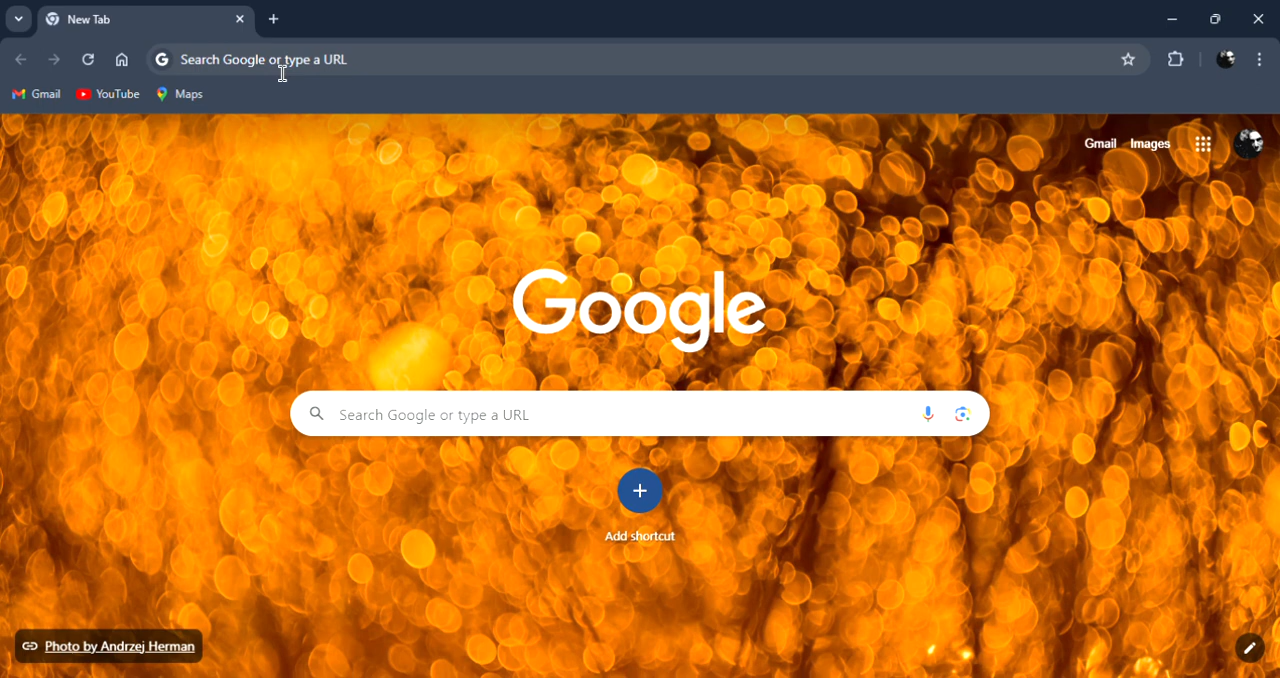 New Tab
Search Google or type a URL
Gmail YouTube Maps
Gmail Images
Google
Search Google or type a URL
Add shortcut
Photo by Andrzej Herman